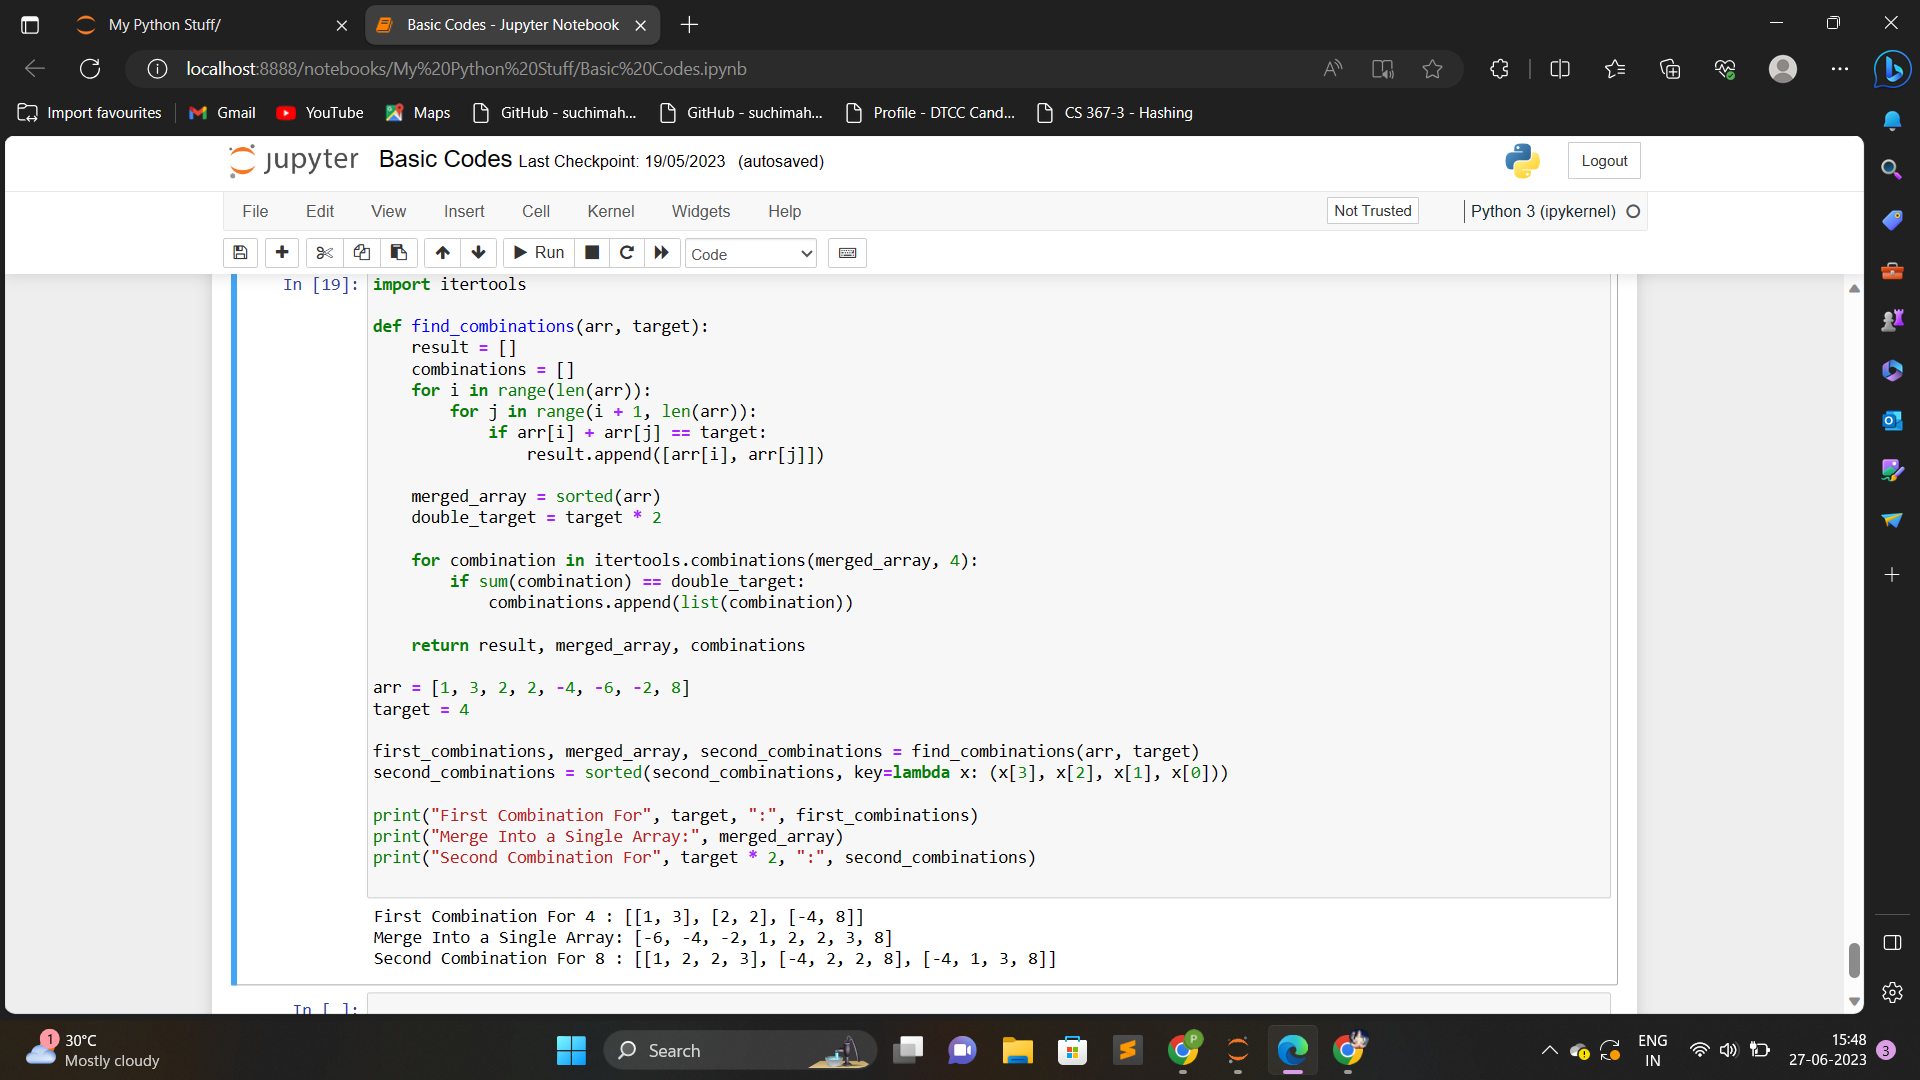 My Python Stuff/
Basic Codes - Jupyter Notebook
localhost:8888/notebooks/My%20Python%20Stuff/Basic%20Codes.ipynb
Import favourites
Gmail
YouTube
Maps
GitHub - suchimah...
GitHub - suchimah...
Profile - DTCC Cand...
CS 367-3 - Hashing
jupyter Basic Codes Last Checkpoint: 19/05/2023 (autosaved)
Logout
File Edit View Insert Cell Kernel Widgets Help
Not Trusted
Python 3 (ipykernel)
Run
Code
In [19]: import itertools
def find_combinations(arr, target):
    result = []
    combinations = []
    for i in range(len(arr)):
        for j in range(i + 1, len(arr)):
            if arr[i] + arr[j] == target:
                result.append([arr[i], arr[j]])
    merged_array = sorted(arr)
    double_target = target * 2
    for combination in itertools.combinations(merged_array, 4):
        if sum(combination) == double_target:
            combinations.append(list(combination))
    return result, merged_array, combinations
arr = [1, 3, 2, 2, -4, -6, -2, 8]
target = 4
first_combinations, merged_array, second_combinations = find_combinations(arr, target)
second_combinations = sorted(second_combinations, key=lambda x: (x[3], x[2], x[1], x[0]))
print("First Combination For", target, ":", first_combinations)
print("Merge Into a Single Array:", merged_array)
print("Second Combination For", target * 2, ":", second_combinations)
First Combination For 4 : [[1, 3], [2, 2], [-4, 8]]
Merge Into a Single Array: [-6, -4, -2, 1, 2, 2, 3, 8]
Second Combination For 8 : [[1, 2, 2, 3], [-4, 2, 2, 8], [-4, 1, 3, 8]]
In [ ]:
1
30°C
Mostly cloudy
Search
P
ENG
IN
15:48
27-06-2023
3